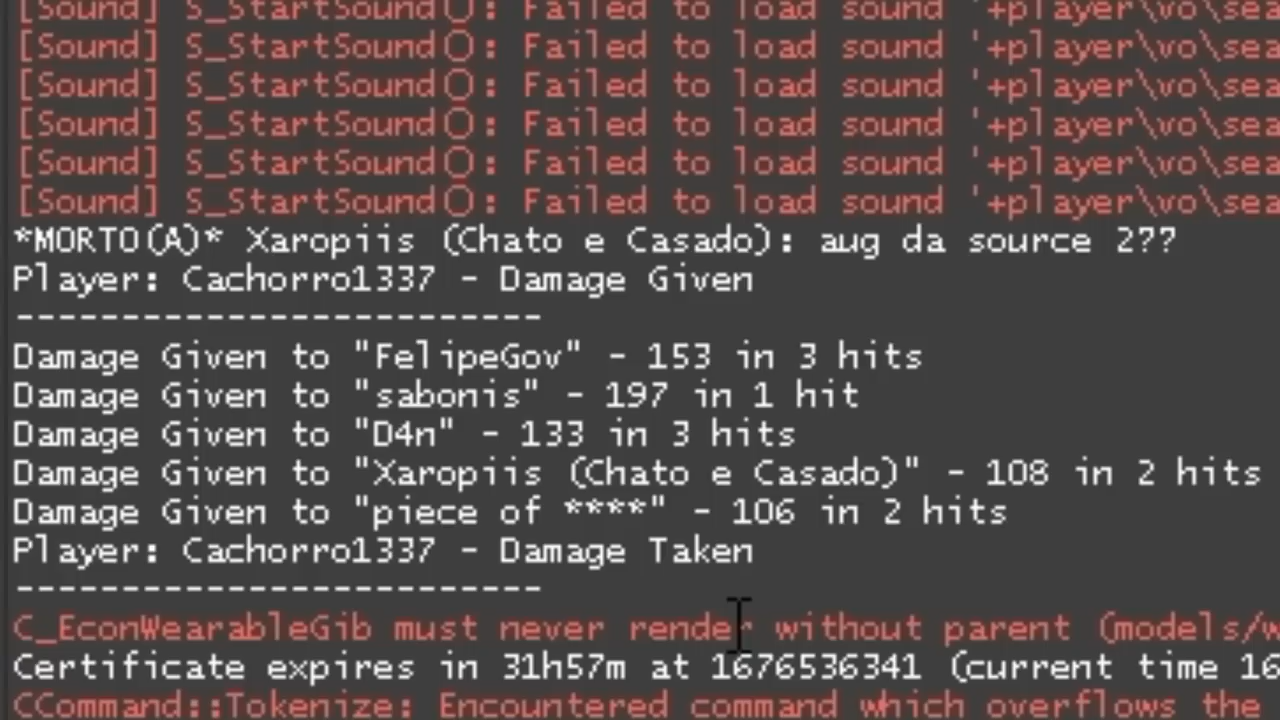 [Sound] S_StartSound(): Failed to load sound '+player\vo\sea
[Sound] S_StartSound(): Failed to load sound '+player\vo\sea
[Sound] S_StartSound(): Failed to load sound '+player\vo\sea
[Sound] S_StartSound(): Failed to load sound '+player\vo\sea
[Sound] S_StartSound(): Failed to load sound '+player\vo\sea
[Sound] S_StartSound(): Failed to load sound '+player\vo\sea
*MORTO(A)* Xaropiis (Chato e Casado): aug da source 2??
Player: Cachorro1337 - Damage Given
-------------------------
Damage Given to "FelipeGov" - 153 in 3 hits
Damage Given to "sabonis" - 197 in 1 hit
Damage Given to "D4n" - 133 in 3 hits
Damage Given to "Xaropiis (Chato e Casado)" - 108 in 2 hits
Damage Given to "piece of ****" - 106 in 2 hits
Player: Cachorro1337 - Damage Taken
-------------------------
C_EconWearableGib must never render without parent (models/w
Certificate expires in 31h57m at 1676536341 (current time 16
CCommand::Tokenize: Encountered command which overflows the